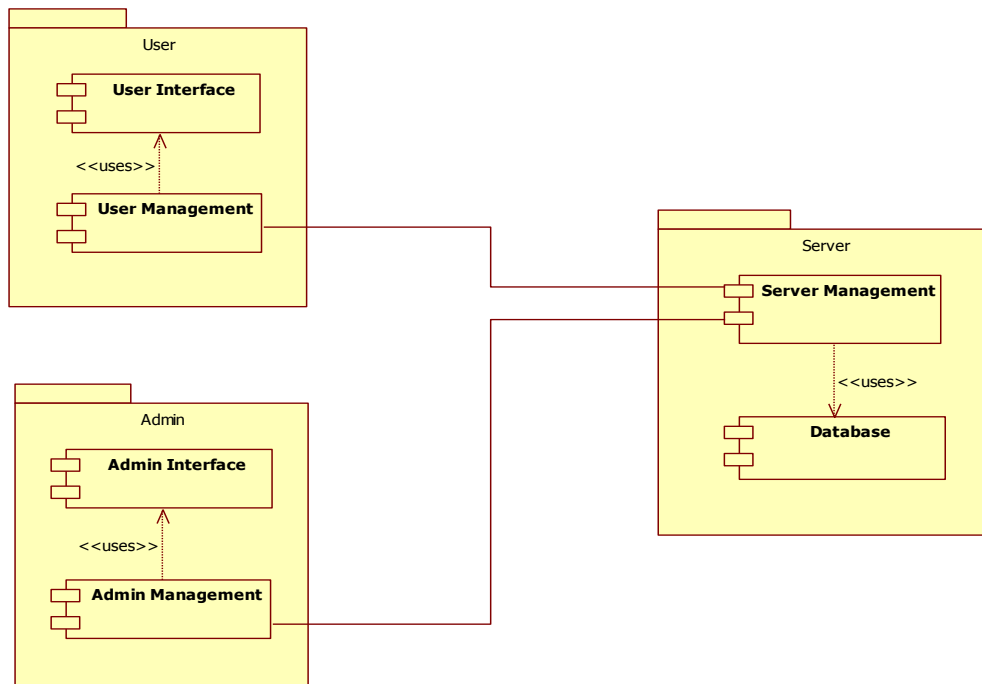 User
User Interface
<<uses>>
User Management
Server
Server Management
<<uses>>
Database
Admin
Admin Interface
<<uses>>
Admin Management